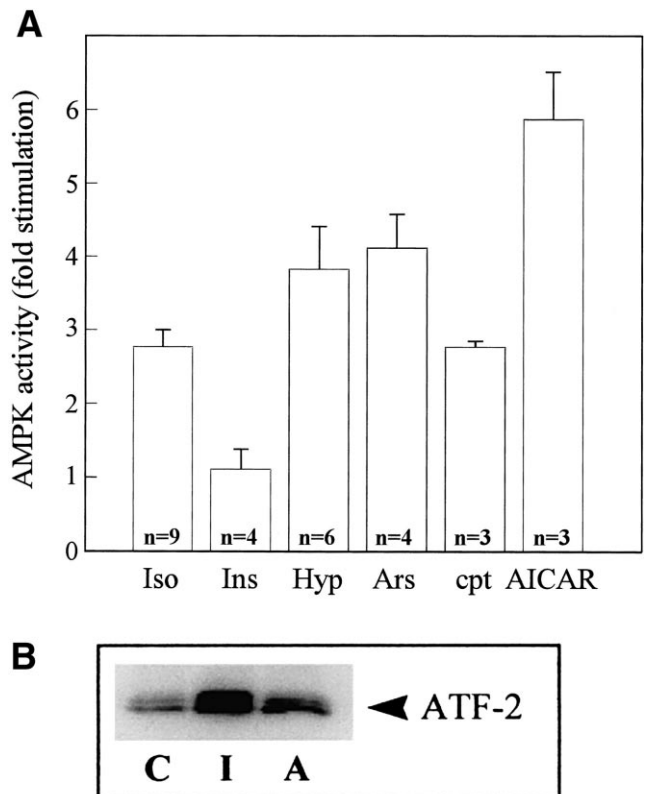 A
AMPK activity (fold stimulation)
6
5
4
3
2
1
0
n=9 n=4 n=6 n=4 n=3 n=3
Iso Ins Hyp Ars cpt AICAR
B
ATF-2
C I A